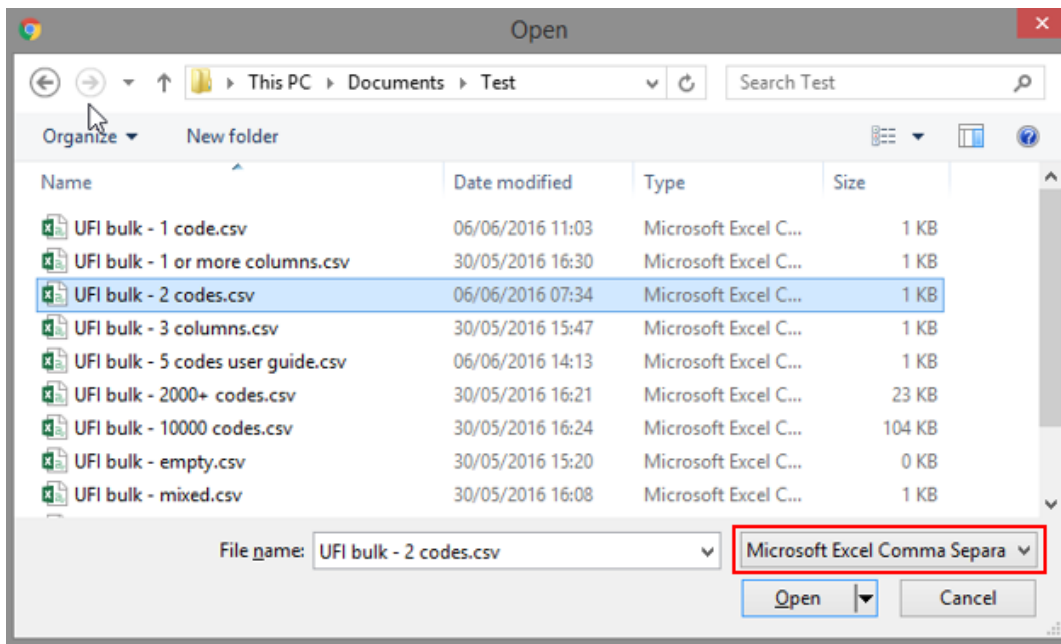 Open
This PC Documents Test Search Test
Organize New folder
Name Date modified Type Size
UFI bulk - 1 code.csv 06/06/2016 11:03 Microsoft Excel C... 1 KB
UFI bulk - 1 or more columns.csv 30/05/2016 16:30 Microsoft Excel C... 1 KB
UFI bulk - 2 codes.csv 06/06/2016 07:34 Microsoft Excel C... 1 KB
UFI bulk - 3 columns.csv 30/05/2016 15:47 Microsoft Excel C... 1 KB
UFI bulk - 5 codes user guide.csv 06/06/2016 14:13 Microsoft Excel C... 1 KB
UFI bulk - 2000+ codes.csv 30/05/2016 16:21 Microsoft Excel C... 23 KB
UFI bulk - 10000 codes.csv 30/05/2016 16:24 Microsoft Excel C... 104 KB
UFI bulk - empty.csv 30/05/2016 15:20 Microsoft Excel C... 0 KB
UFI bulk - mixed.csv 30/05/2016 16:08 Microsoft Excel C... 1 KB
File name: UFI bulk - 2 codes.csv Microsoft Excel Comma Separa
Open Cancel